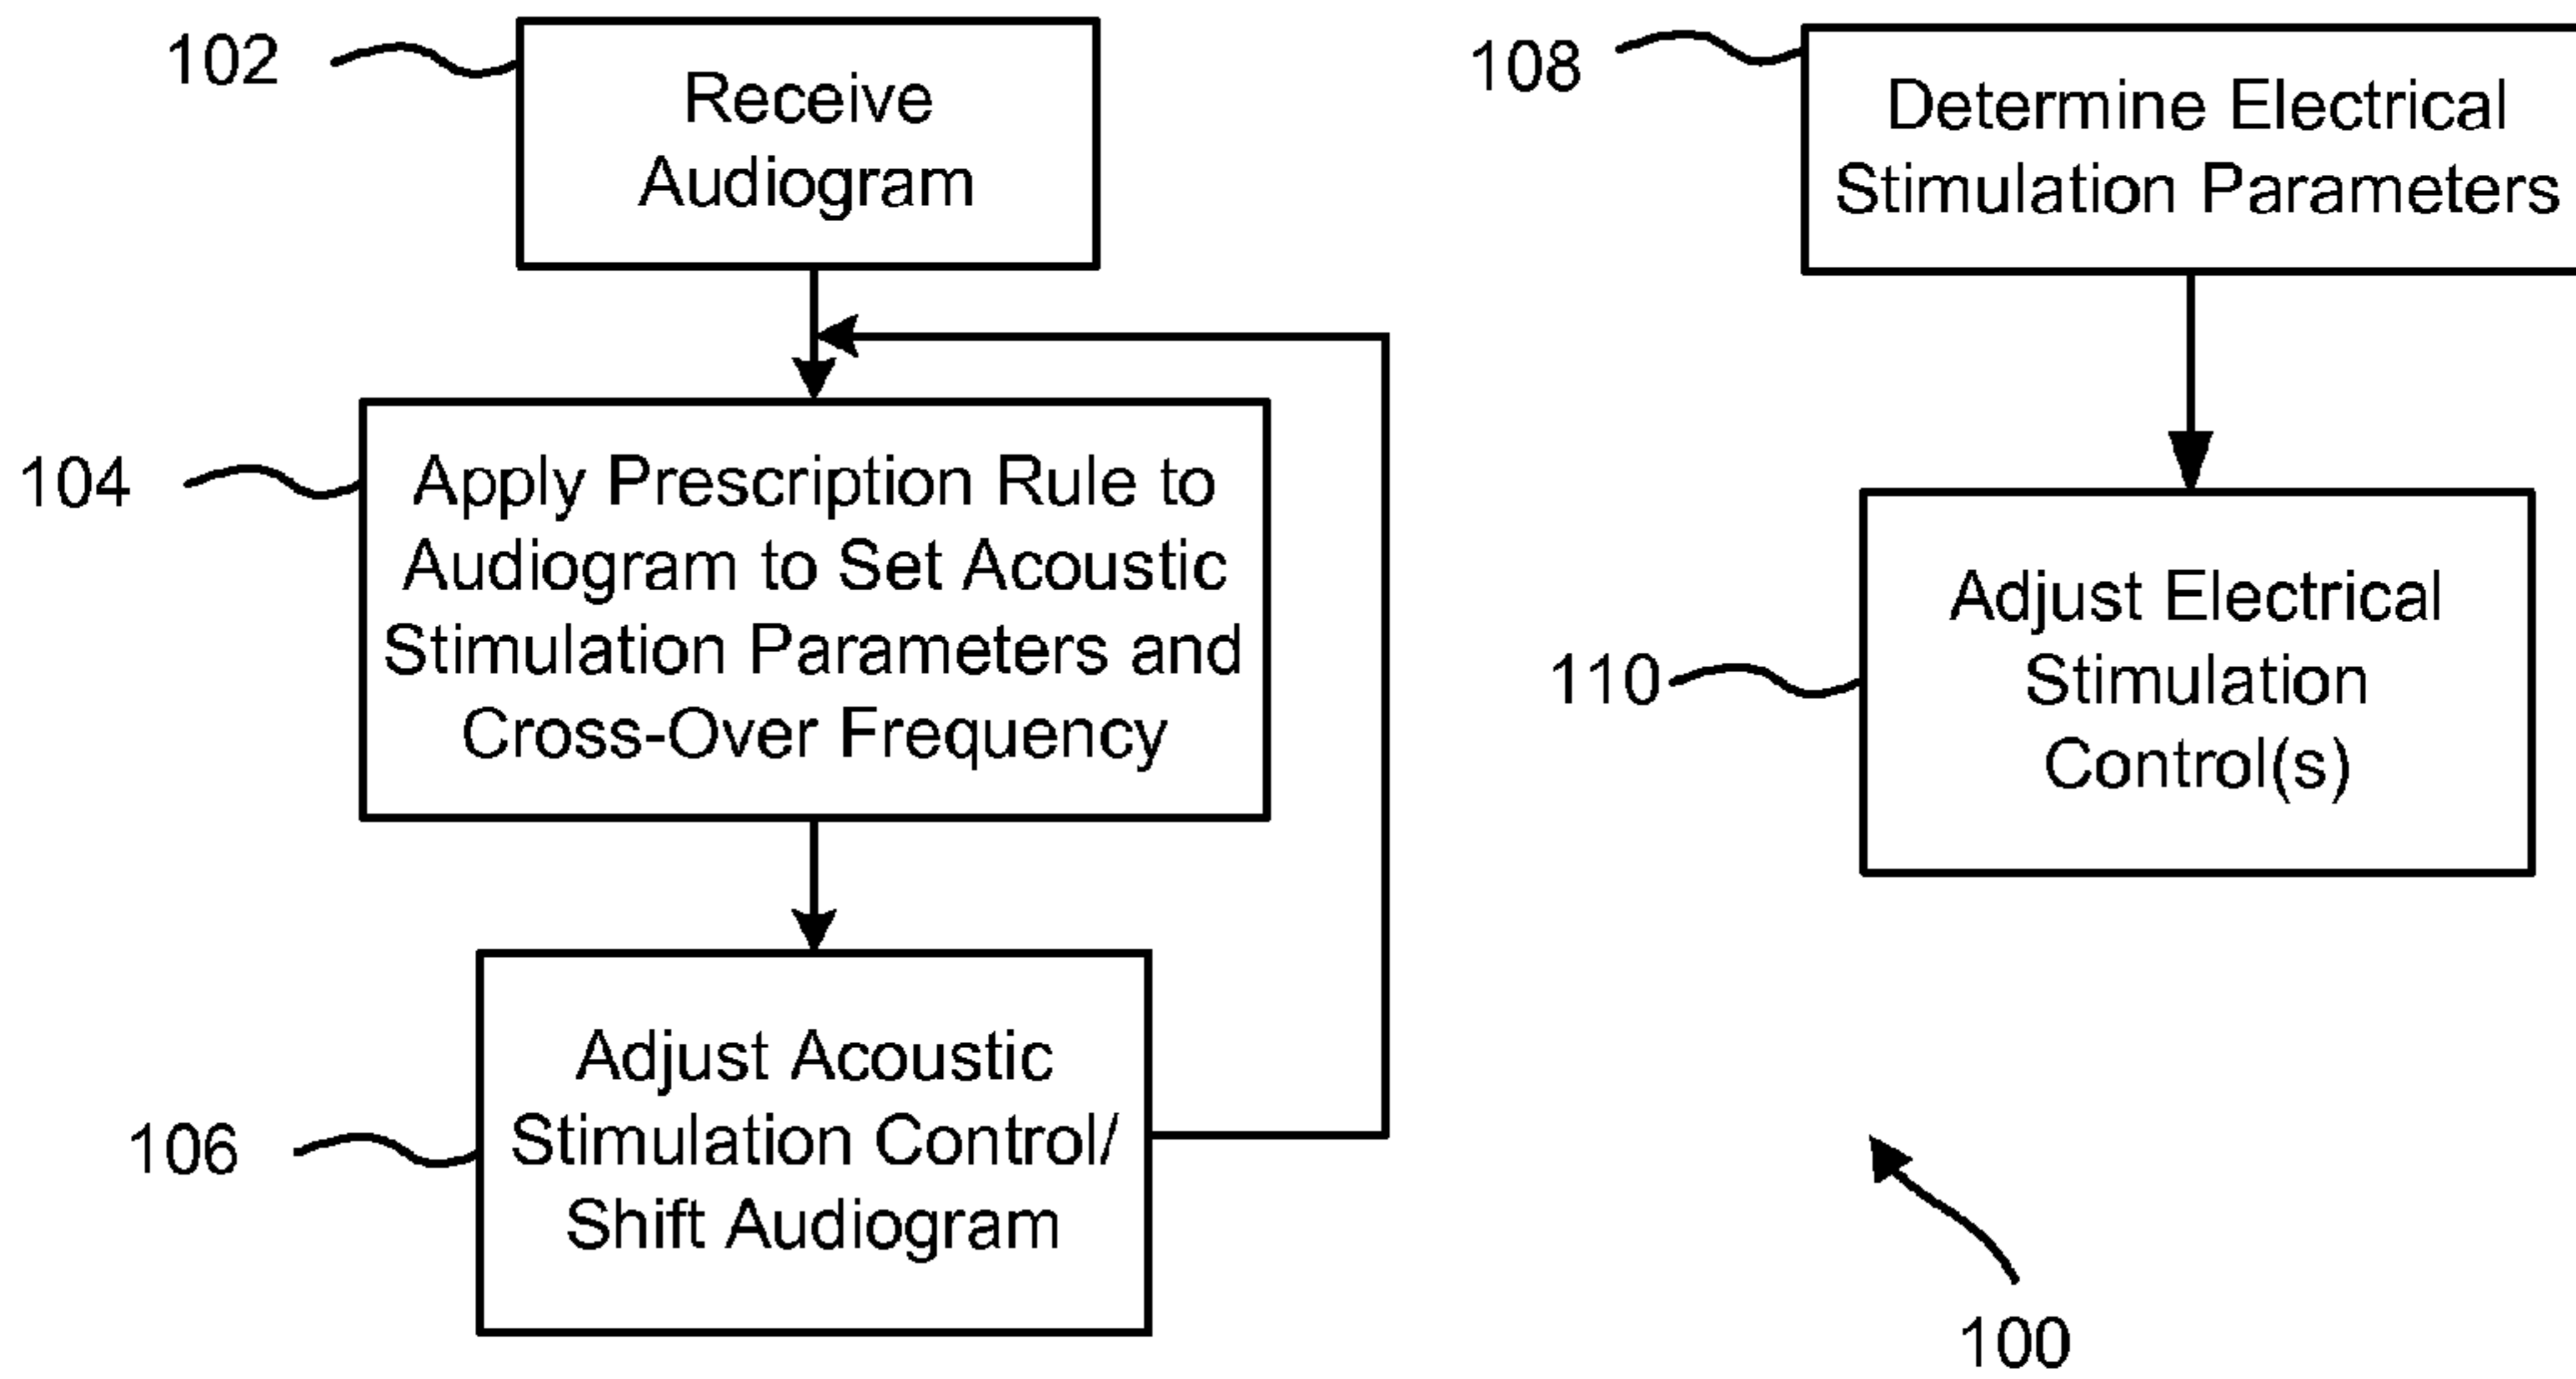 102
Receive
Audiogram
104
Apply Prescription Rule to
Audiogram to Set Acoustic
Stimulation Parameters and
Cross-Over Frequency
106
Adjust Acoustic
Stimulation Control/
Shift Audiogram
108
Determine Electrical
Stimulation Parameters
110
Adjust Electrical
Stimulation
Control(s)
100